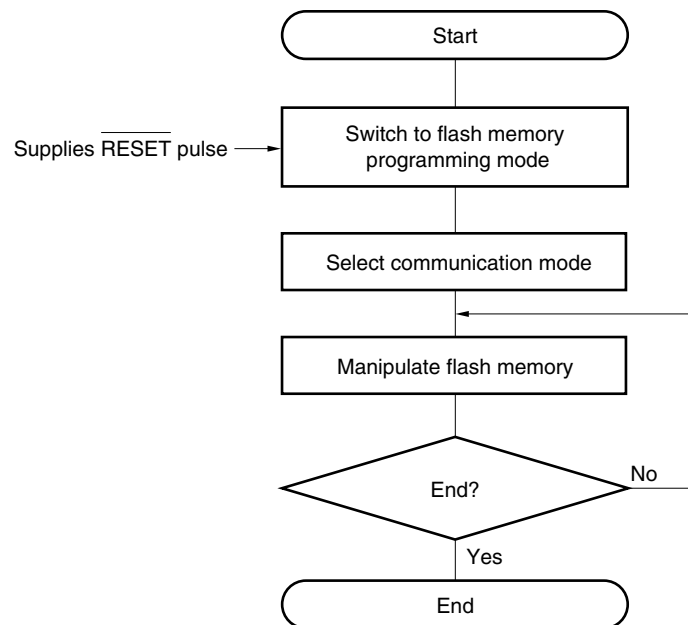 Start
Supplies RESET pulse
Switch to flash memory
programming mode
Select communication mode
Manipulate flash memory
End?
No
Yes
End